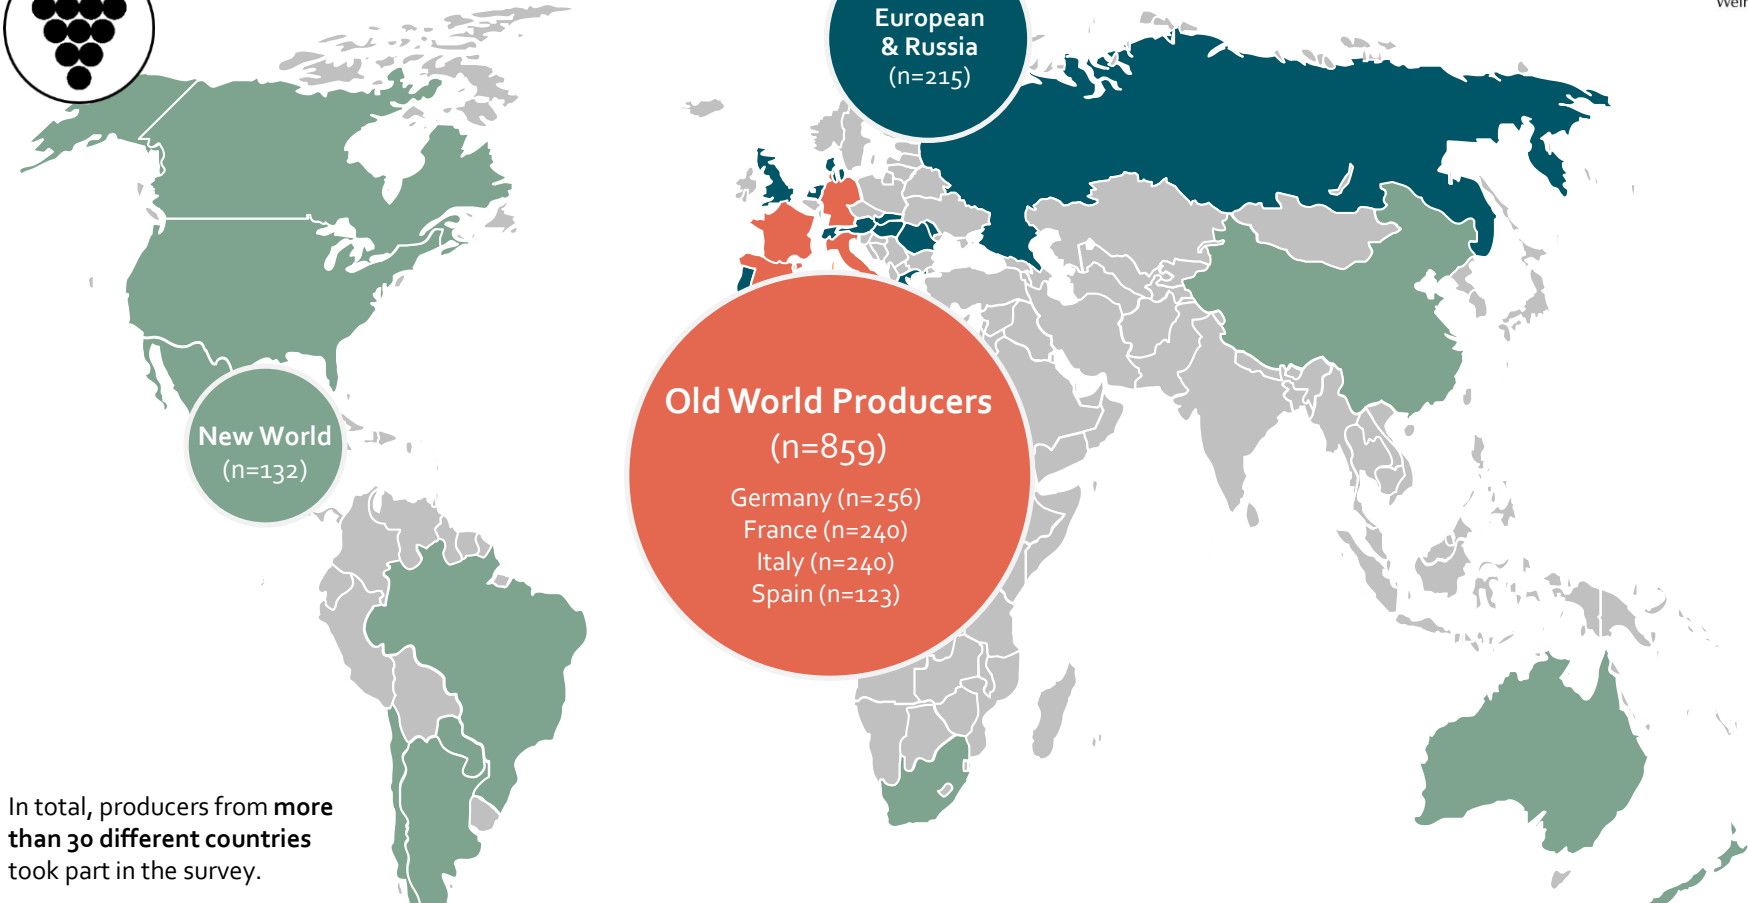 European
& Russia
(n=215)
New World
(n=132)
Old World Producers
(n=859)
Germany (n=256)
France (n=240)
Italy (n=240)
Spain (n=123)
In total, producers from more
than 30 different countries
took part in the survey.